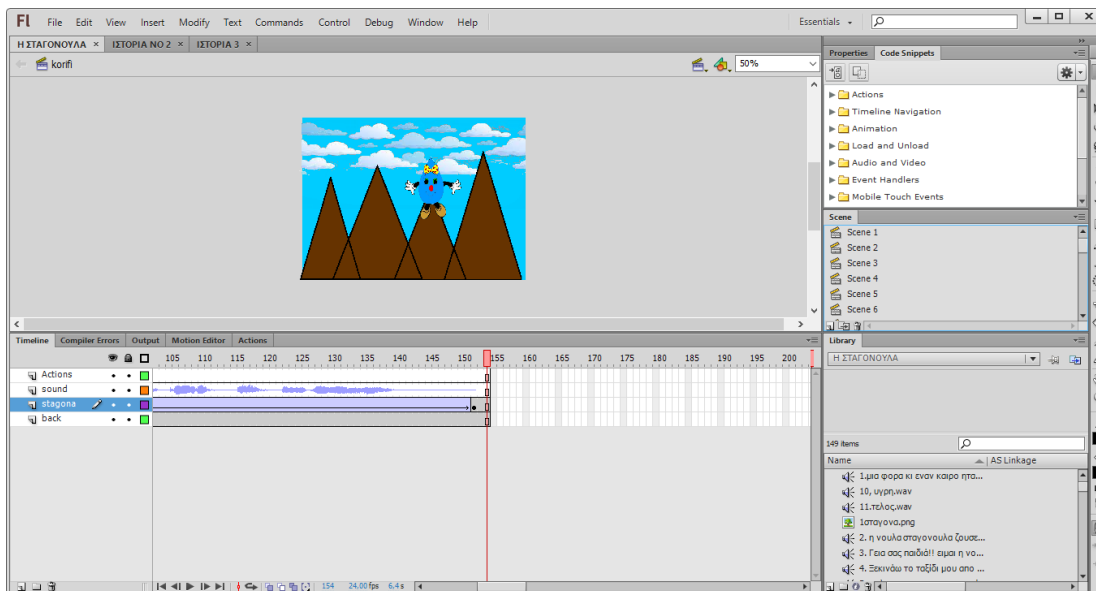 Fl File Edit View Insert Modify Text Commands Control Debug Window Help Essentials
Η ΣΤΑΓΟΝΟΥΛΑ × ΙΣΤΟΡΙΑ ΝΟ 2 × ΙΣΤΟΡΙΑ 3 ×
korifi 50%
Properties Code Snippets
Actions
Timeline Navigation
Animation
Load and Unload
Audio and Video
Event Handlers
Mobile Touch Events
Scene
Scene 1
Scene 2
Scene 3
Scene 4
Scene 5
Scene 6
Timeline Compiler Errors Output Motion Editor Actions
105 110 115 120 125 130 135 140 145 150 155 160 165 170 175 180 185 190 195 200
Actions
sound
stagona
back
154 24.00 fps 6.4 s
Library
Η ΣΤΑΓΟΝΟΥΛΑ
149 items
Name AS Linkage
1.μια φορα κι εναν καιρο ητα...
10, υγρη.wav
11.τελος.wav
1σταγονα.png
2. η νουλα σταγονουλα ζουσε...
3. Γεια σας παιδιά!! ειμαι η νο...
4. Ξεκινάω το ταξίδι μου απο ...